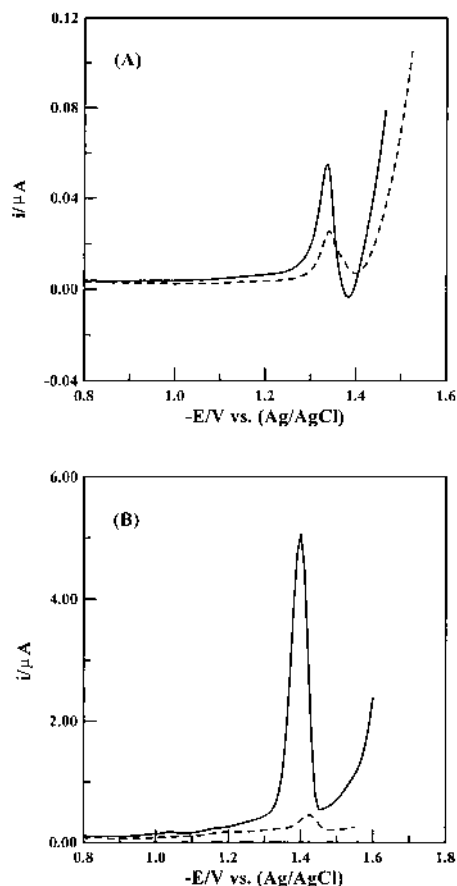 0.12
(A)
0.08
i/μA
0.04
0.00
-0.04
0.8 1.0 1.2 1.4 1.6
-E/V vs. (Ag/AgCl)
6.00
(B)
4.00
i/μA
2.00
0.00
0.8 1.0 1.2 1.4 1.6 1.8
-E/V vs. (Ag/AgCl)